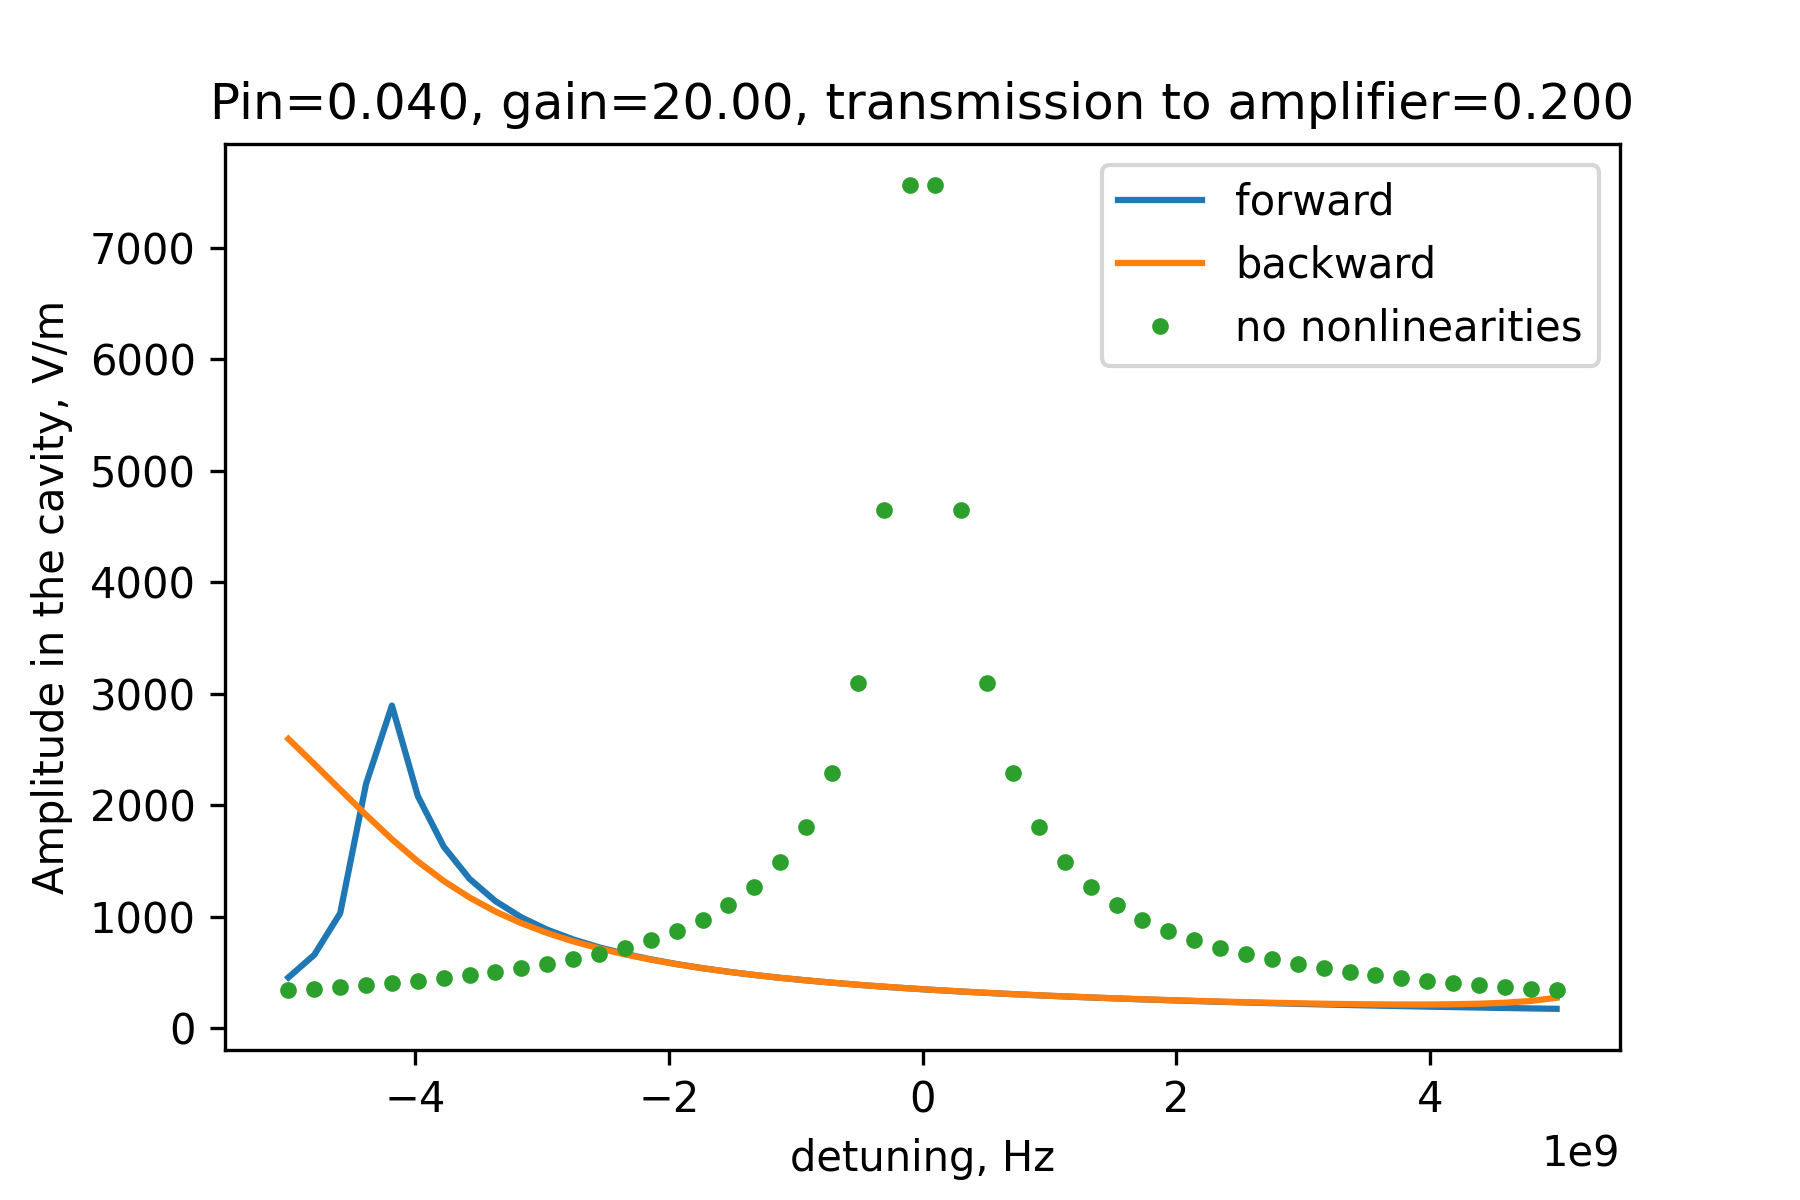 Pin=0.040, gain=20.00, transmission to amplifier=0.200
forward
backward
no nonlinearities
Amplitude in the cavity, V/m
7000
6000
5000
4000
3000
2000
1000
0
−4 −2 0 2 4
1e9
detuning, Hz